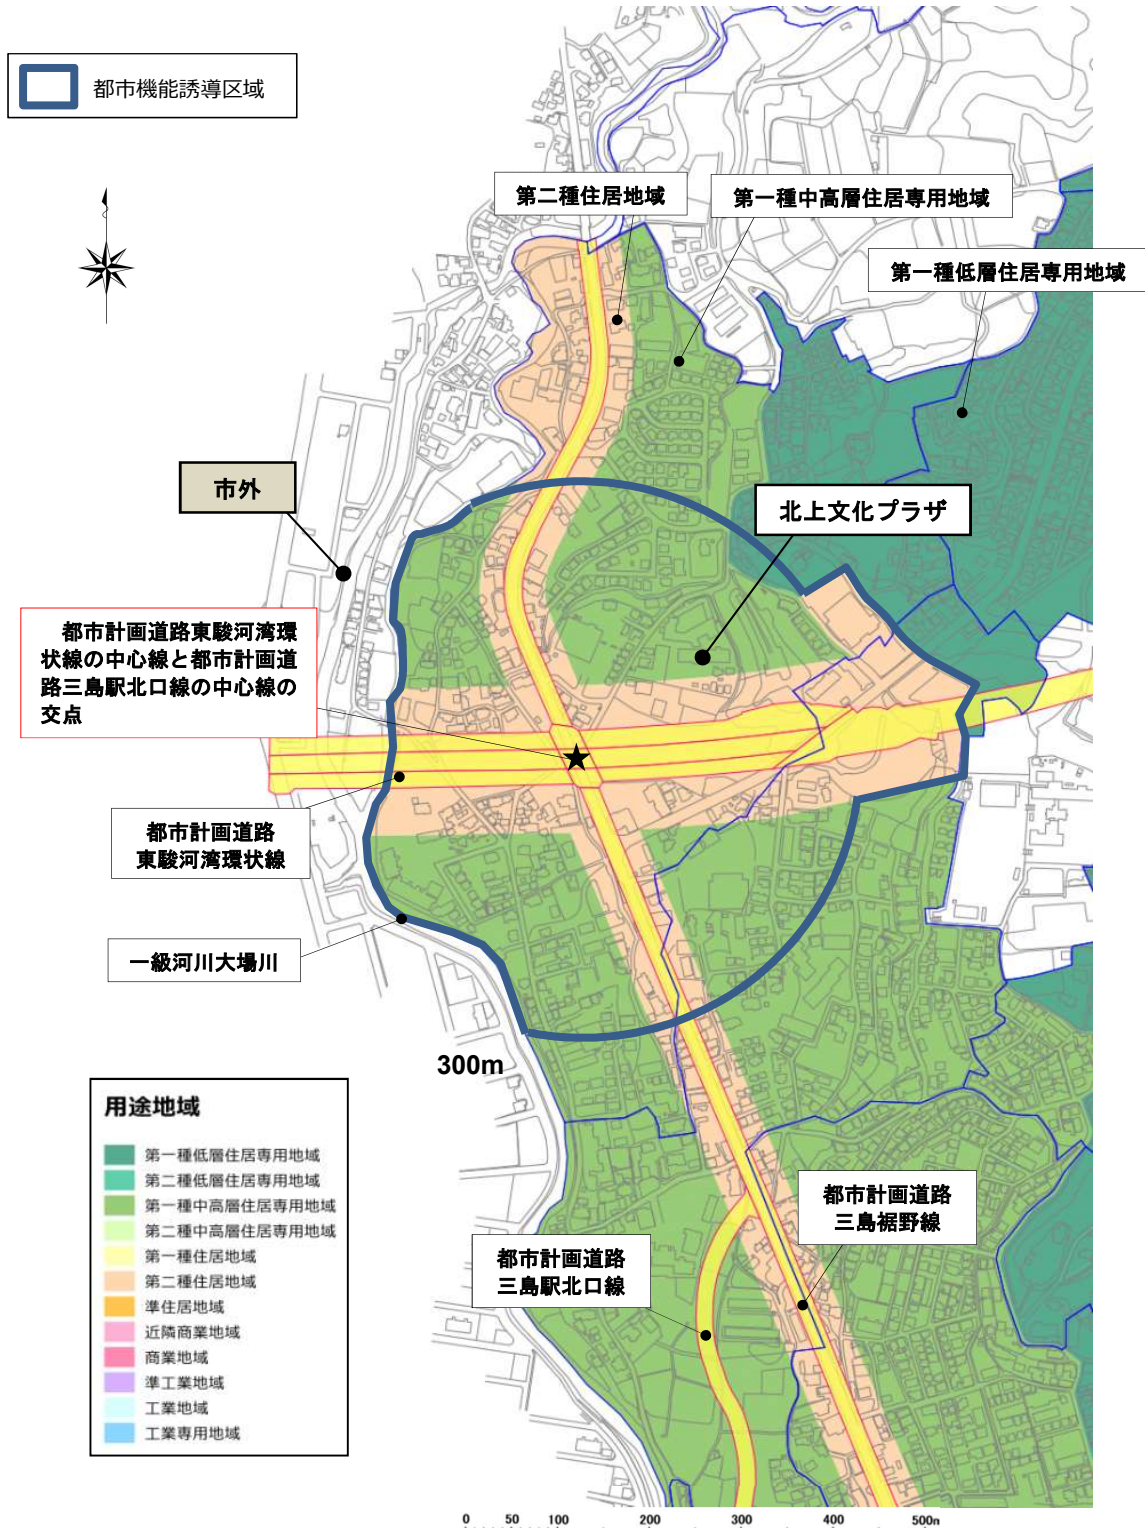 都市機能誘導区域
第二種住居地域
第一種中高層住居専用地域
第一種低層住居専用地域
市外
北上文化プラザ
都市計画道路東駿河湾環
状線の中心線と都市計画道
路三島駅北口線の中心線の
交点
都市計画道路
東駿河湾環状線
一級河川大場川
300m
用途地域
第一種低層住居専用地域
第二種低層住居専用地域
第一種中高層住居専用地域
第二種中高層住居専用地域
第一種住居地域
第二種住居地域
準住居地域
近隣商業地域
商業地域
準工業地域
工業地域
工業専用地域
都市計画道路
三島裾野線
都市計画道路
三島駅北口線
0 50 100 200 300 400 500m